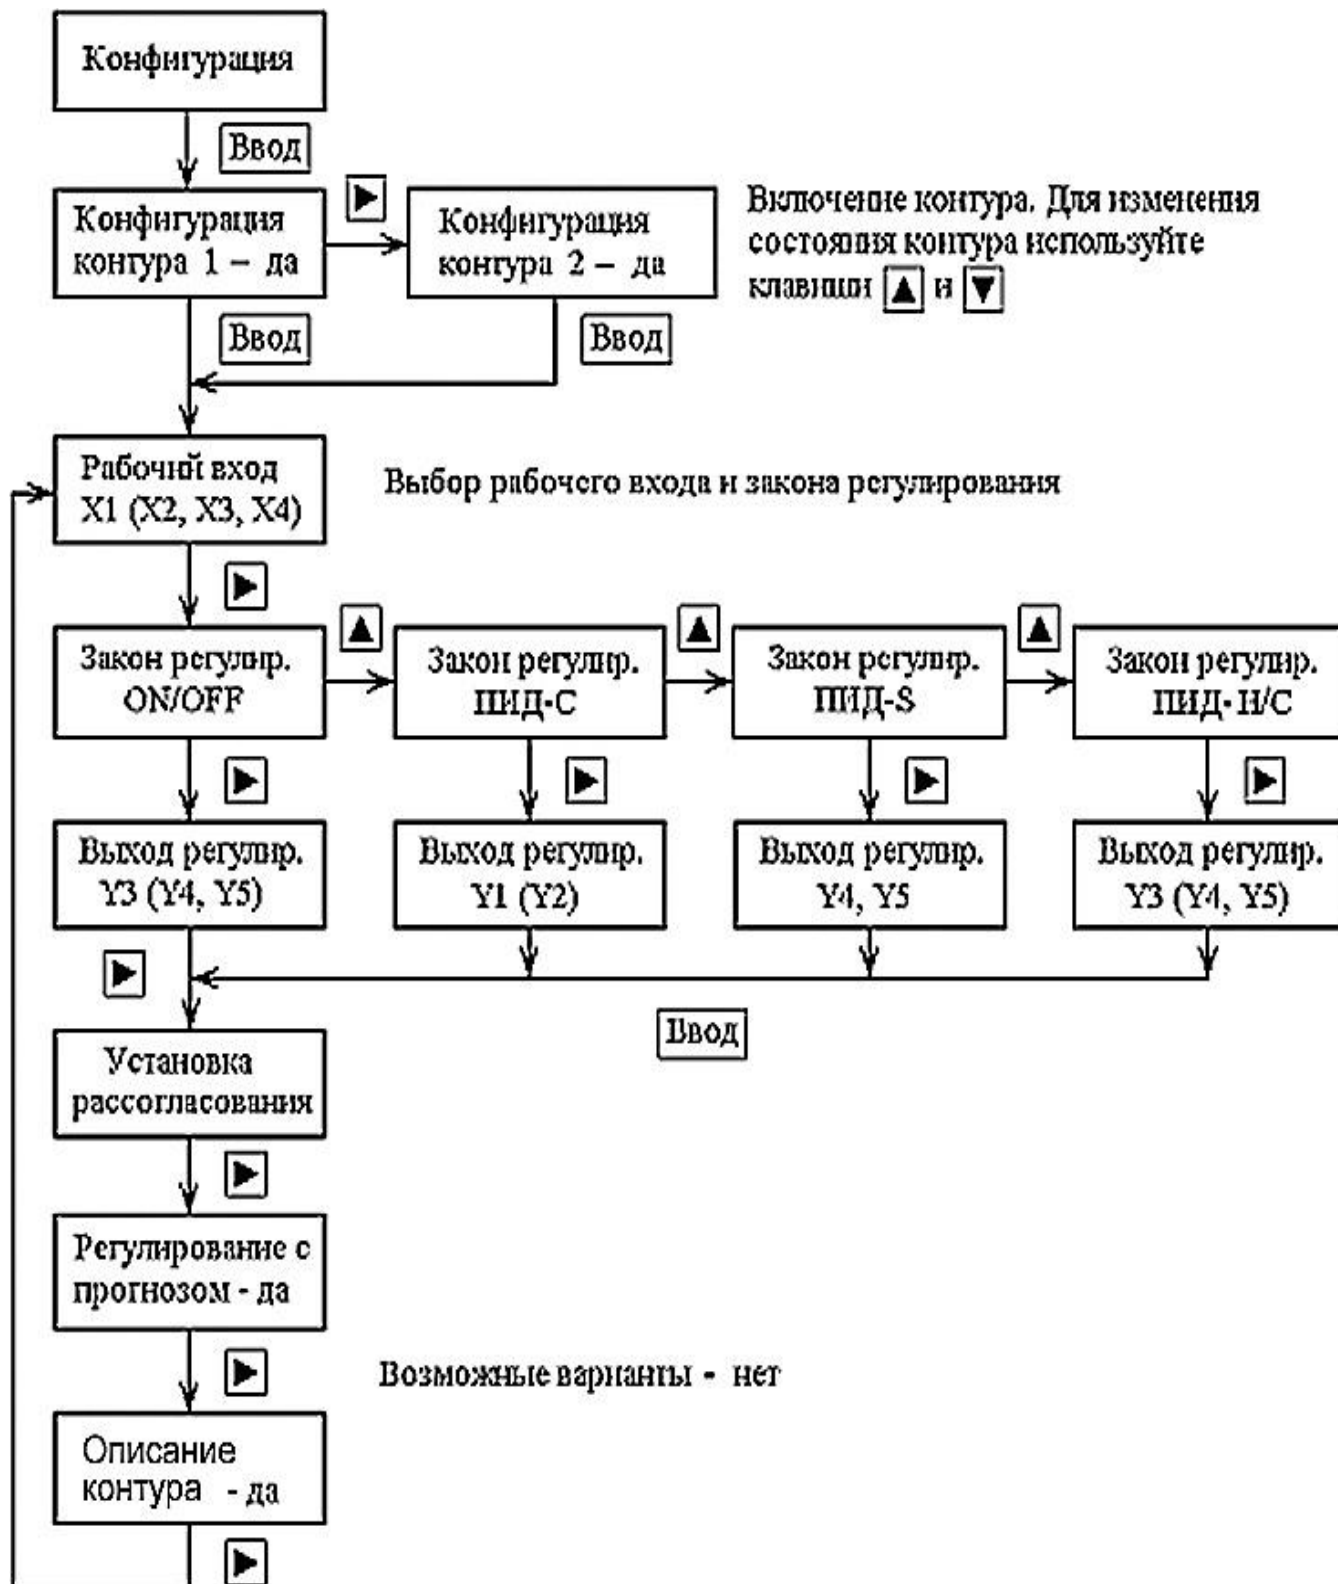 Конфигурация
Ввод
Конфигурация
контура 1 – да
Конфигурация
контура 2 – да
Включение контура. Для изменения
состояния контура используйте
клавиши ▲ и ▼
Ввод
Ввод
Рабочий вход
X1 (X2, X3, X4)
Выбор рабочего входа и закона регулирования
Закон регулир.
ON/OFF
Закон регулир.
ПИД-С
Закон регулир.
ПИД-S
Закон регулир.
ПИД- Н/С
Выход регулир.
Y3 (Y4, Y5)
Выход регулир.
Y1 (Y2)
Выход регулир.
Y4, Y5
Выход регулир.
Y3 (Y4, Y5)
Ввод
Установка
рассогласования
Регулирование с
прогнозом - да
Возможные варианты - нет
Описание
контура - да